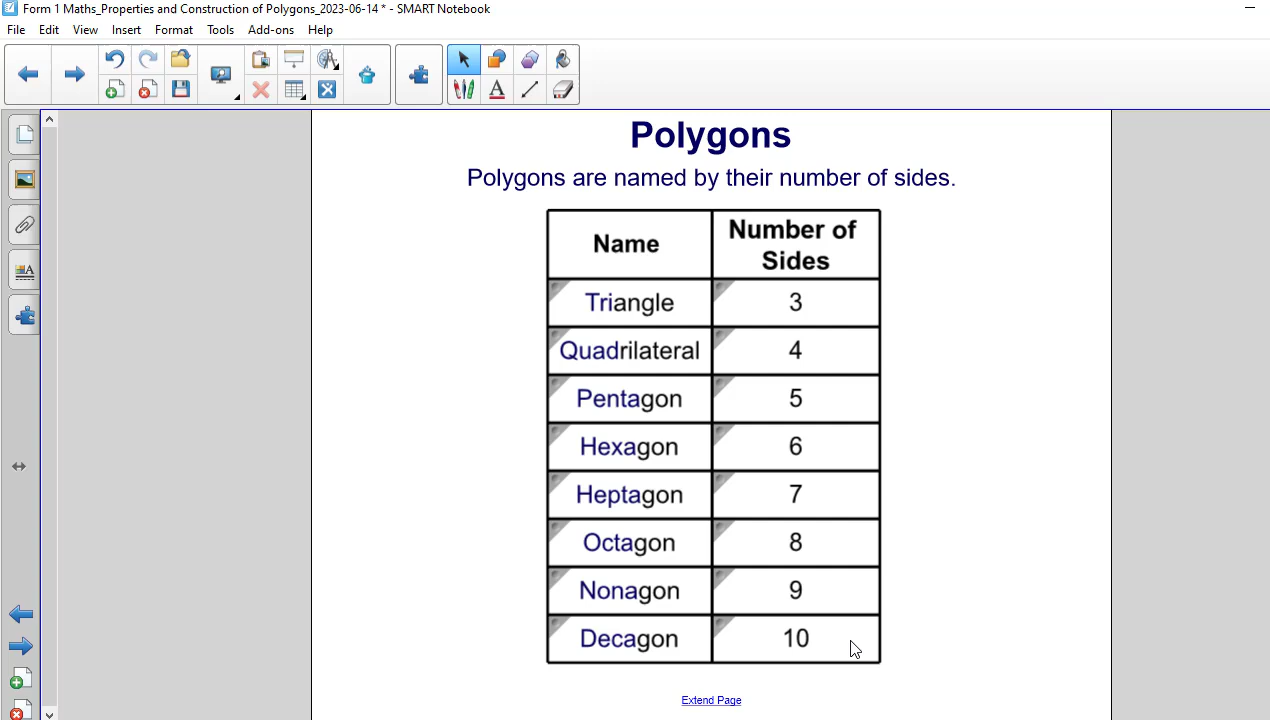 Form 1 Maths_Properties and Construction of Polygons_2023-06-14 * - SMART Notebook
File Edit View Insert Format Tools Add-ons Help
Polygons
Polygons are named by their number of sides.
Name
Number of
Sides
Triangle 3
Quadrilateral 4
Pentagon 5
Hexagon 6
Heptagon 7
Octagon 8
Nonagon 9
Decagon 10
Extend Page